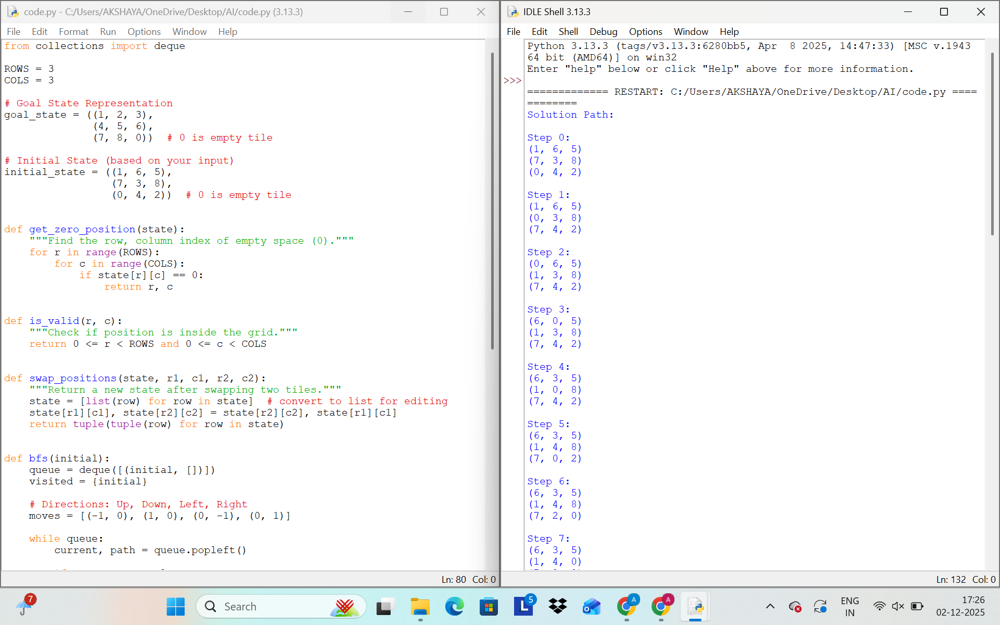 code.py - C:/Users/AKSHAYA/OneDrive/Desktop/AI/code.py (3.13.3)
File Edit Format Run Options Window Help
from collections import deque

ROWS = 3
COLS = 3

# Goal State Representation
goal_state = ((1, 2, 3),
              (4, 5, 6),
              (7, 8, 0))  # 0 is empty tile

# Initial State (based on your input)
initial_state = ((1, 6, 5),
                 (7, 3, 8),
                 (0, 4, 2))  # 0 is empty tile


def get_zero_position(state):
    """Find the row, column index of empty space (0)."""
    for r in range(ROWS):
        for c in range(COLS):
            if state[r][c] == 0:
                return r, c


def is_valid(r, c):
    """Check if position is inside the grid."""
    return 0 <= r < ROWS and 0 <= c < COLS


def swap_positions(state, r1, c1, r2, c2):
    """Return a new state after swapping two tiles."""
    state = [list(row) for row in state]  # convert to list for editing
    state[r1][c1], state[r2][c2] = state[r2][c2], state[r1][c1]
    return tuple(tuple(row) for row in state)


def bfs(initial):
    queue = deque([(initial, [])])
    visited = {initial}

    # Directions: Up, Down, Left, Right
    moves = [(-1, 0), (1, 0), (0, -1), (0, 1)]

    while queue:
        current, path = queue.popleft()
Ln: 80 Col: 0
IDLE Shell 3.13.3
File Edit Shell Debug Options Window Help
Python 3.13.3 (tags/v3.13.3:6280bb5, Apr  8 2025, 14:47:33) [MSC v.1943
64 bit (AMD64)] on win32
Enter "help" below or click "Help" above for more information.
>>>
============= RESTART: C:/Users/AKSHAYA/OneDrive/Desktop/AI/code.py ====
========
Solution Path:

Step 0:
(1, 6, 5)
(7, 3, 8)
(0, 4, 2)

Step 1:
(1, 6, 5)
(0, 3, 8)
(7, 4, 2)

Step 2:
(0, 6, 5)
(1, 3, 8)
(7, 4, 2)

Step 3:
(6, 0, 5)
(1, 3, 8)
(7, 4, 2)

Step 4:
(6, 3, 5)
(1, 0, 8)
(7, 4, 2)

Step 5:
(6, 3, 5)
(1, 4, 8)
(7, 0, 2)

Step 6:
(6, 3, 5)
(1, 4, 8)
(7, 2, 0)

Step 7:
(6, 3, 5)
(1, 4, 0)
Ln: 132 Col: 0
7
Search
L
5
A
A
ENG
IN
17:26
02-12-2025